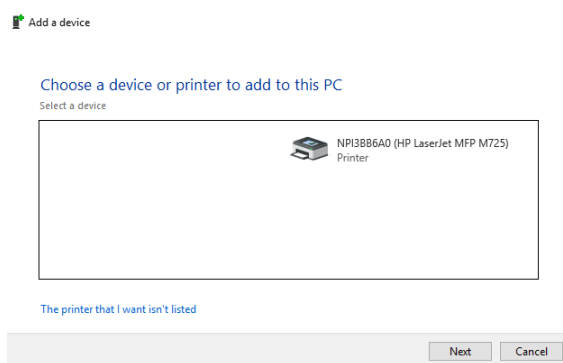 Add a device
Choose a device or printer to add to this PC
Select a device
NPI3BB6A0 (HP LaserJet MFP M725)
Printer
The printer that I want isn't listed
Next
Cancel